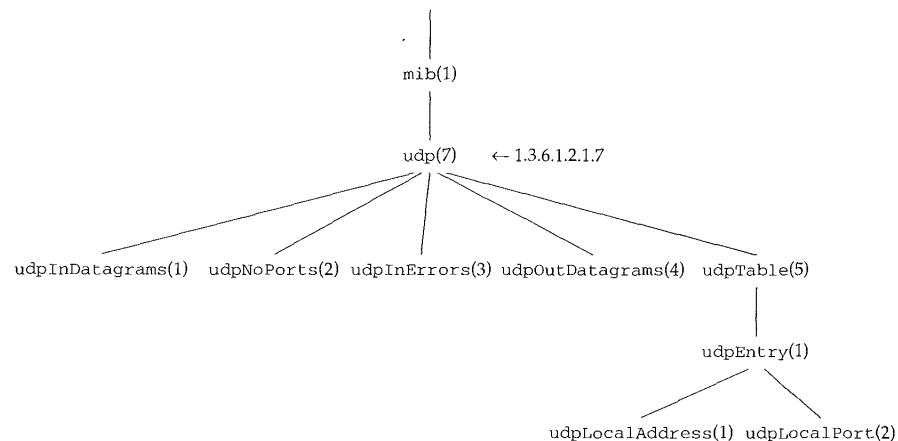 mib(1)
udp(7) ← 1.3.6.1.2.1.7
udpInDatagrams(1) udpNoPorts(2) udpInErrors(3) udpOutDatagrams(4) udpTable(5)
udpEntry(1)
udpLocalAddress(1) udpLocalPort(2)